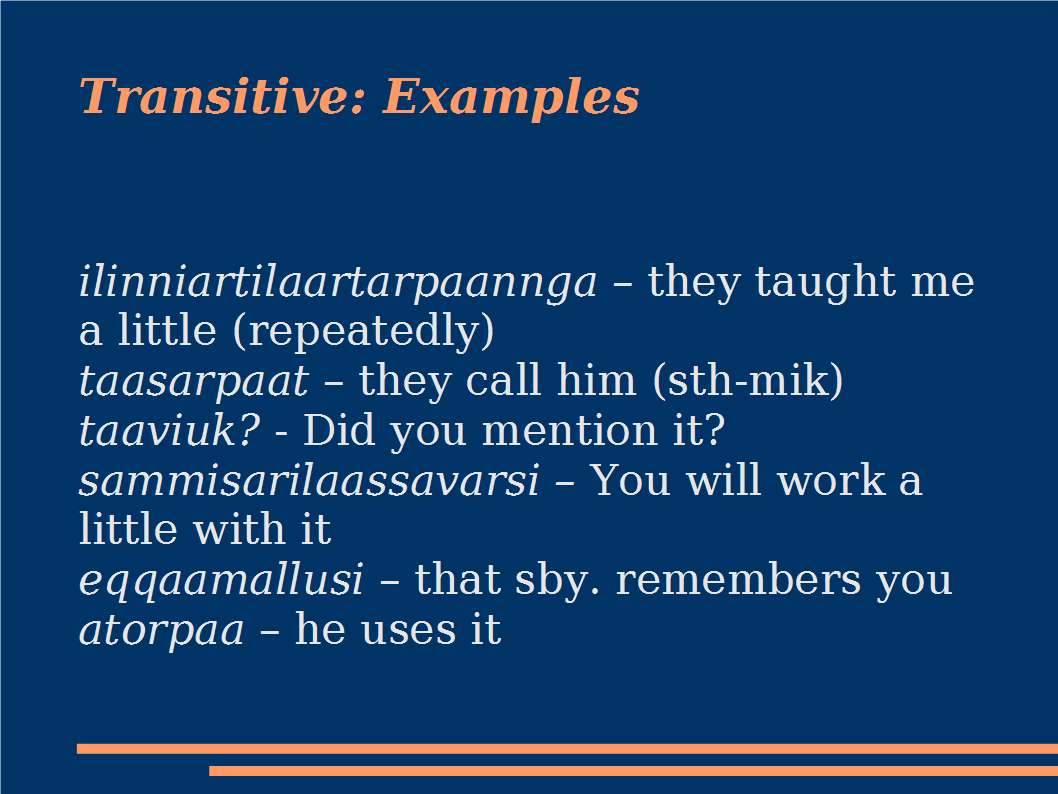 Transitive: Examples
ilinniartilaartarpaannga – they taught me
a little (repeatedly)
taasarpaat – they call him (sth-mik)
taaviuk? - Did you mention it?
sammisarilaassavarsi – You will work a
little with it
eqqaamallusi – that sby. remembers you
atorpaa – he uses it